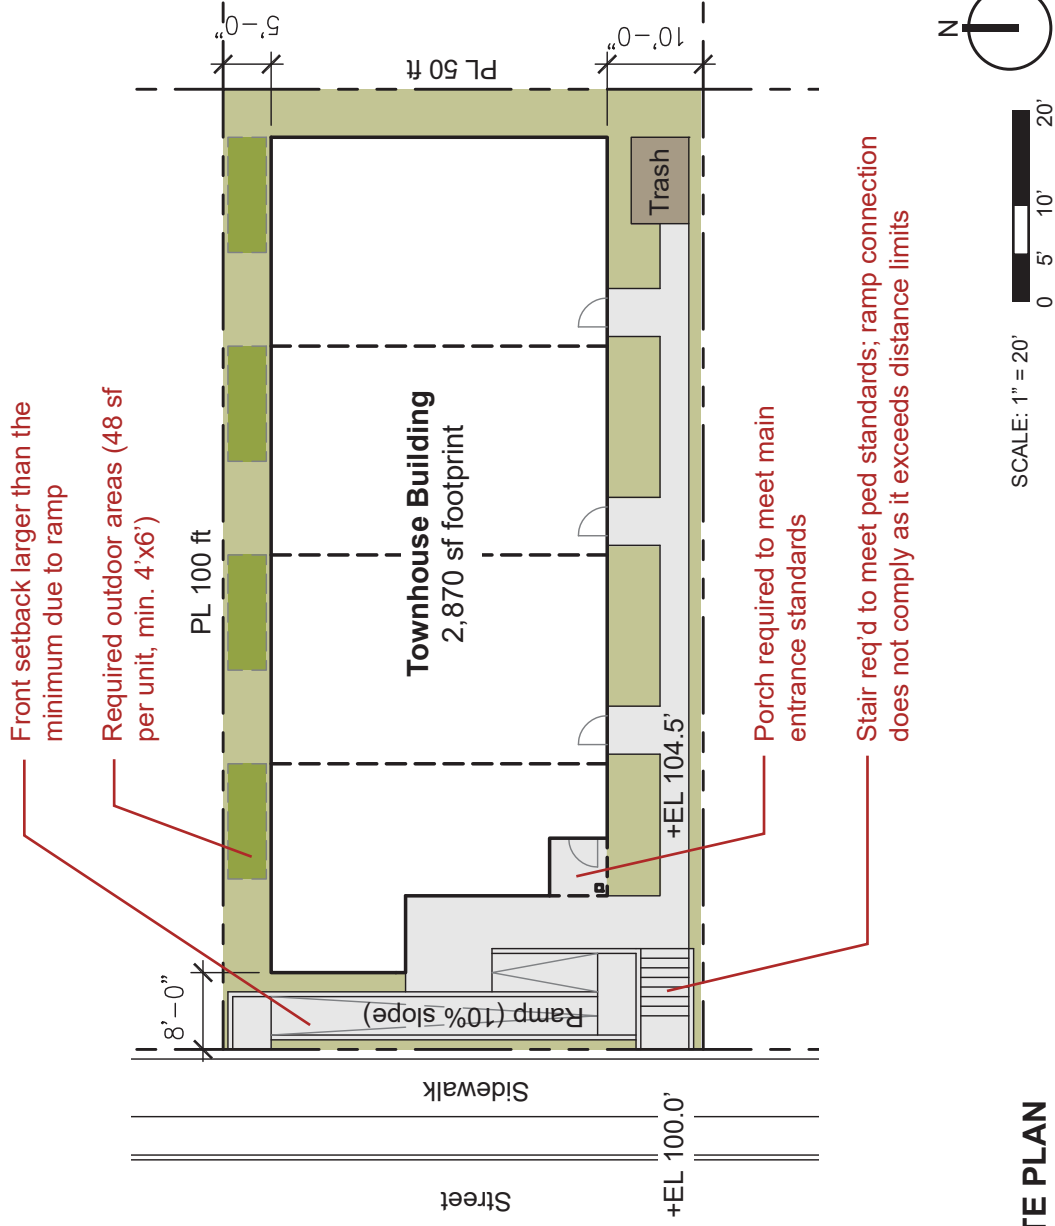 Front setback larger than the
minimum due to ramp
Required outdoor areas (48 sf
per unit, min. 4’x6’)
PL 100 ft
8’–0”
5’–0”
PL 50 ft
10’–0”
Townhouse Building
2,870 sf footprint
Trash
+EL 104.5’
Ramp (10% slope)
Sidewalk
Street
+EL 100.0’
Porch required to meet main
entrance standards
Stair req’d to meet ped standards; ramp connection
does not comply as it exceeds distance limits
N
SCALE: 1” = 20’
0 5’ 10’ 20’
TE PLAN